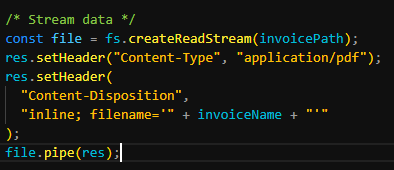 /* Stream data */
const file = fs.createReadStream(invoicePath);
res.setHeader("Content-Type", "application/pdf");
res.setHeader(
  "Content-Disposition",
  "inline; filename='" + invoiceName + "'"
);
file.pipe(res);